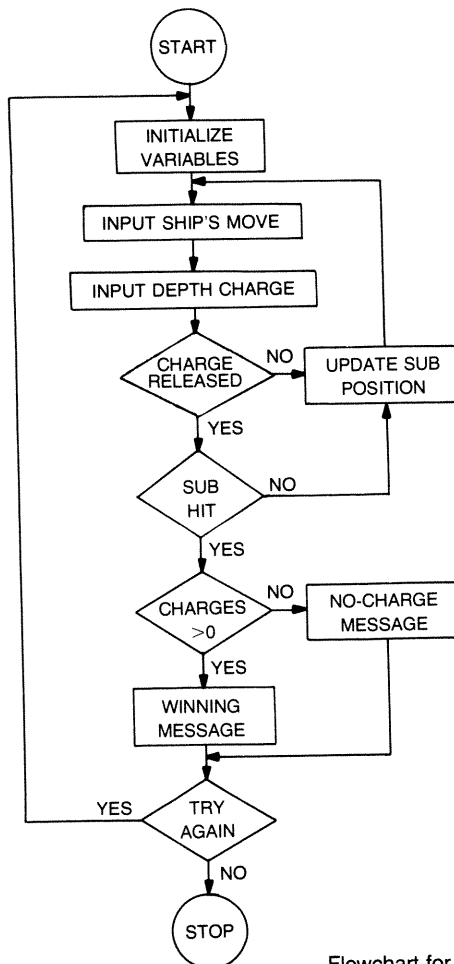 START
INITIALIZE
VARIABLES
INPUT SHIP'S MOVE
INPUT DEPTH CHARGE
CHARGE
RELEASED
NO
UPDATE SUB
POSITION
YES
SUB
HIT
NO
YES
CHARGES
>0
NO
NO-CHARGE
MESSAGE
YES
WINNING
MESSAGE
YES
TRY
AGAIN
NO
STOP
Flowchart for